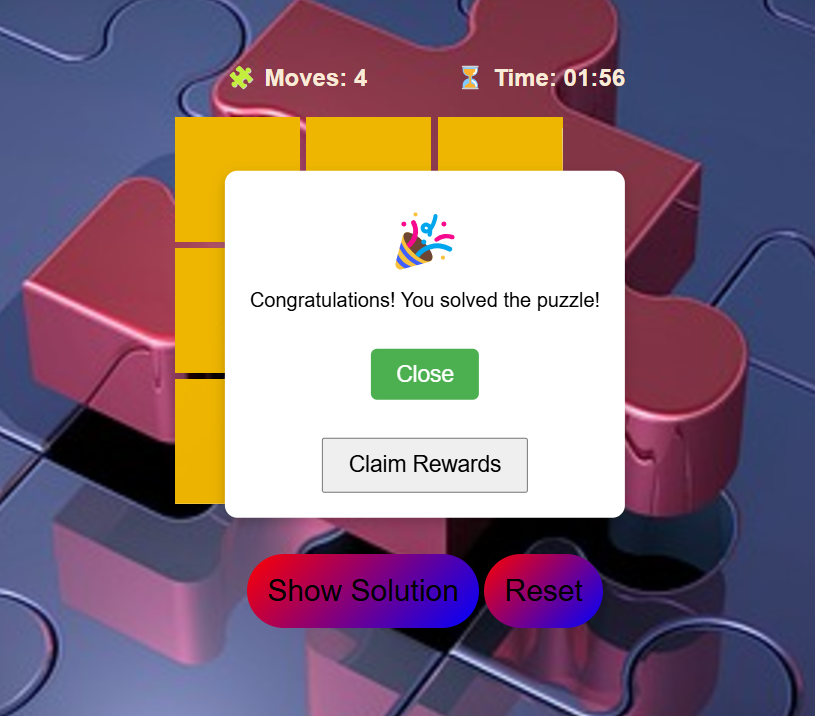 Moves: 4
Time: 01:56
Congratulations! You solved the puzzle!
Close
Claim Rewards
Show Solution
Reset